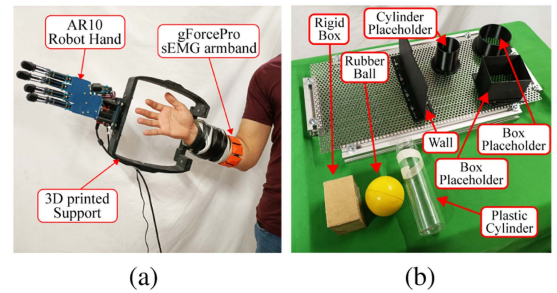 AR10
Robot Hand
gForcePro
sEMG armband
3D printed
Support
(a)
Rigid
Box
Cylinder
Placeholder
Rubber
Ball
Wall
Box
Placeholder
Box
Placeholder
Plastic
Cylinder
(b)